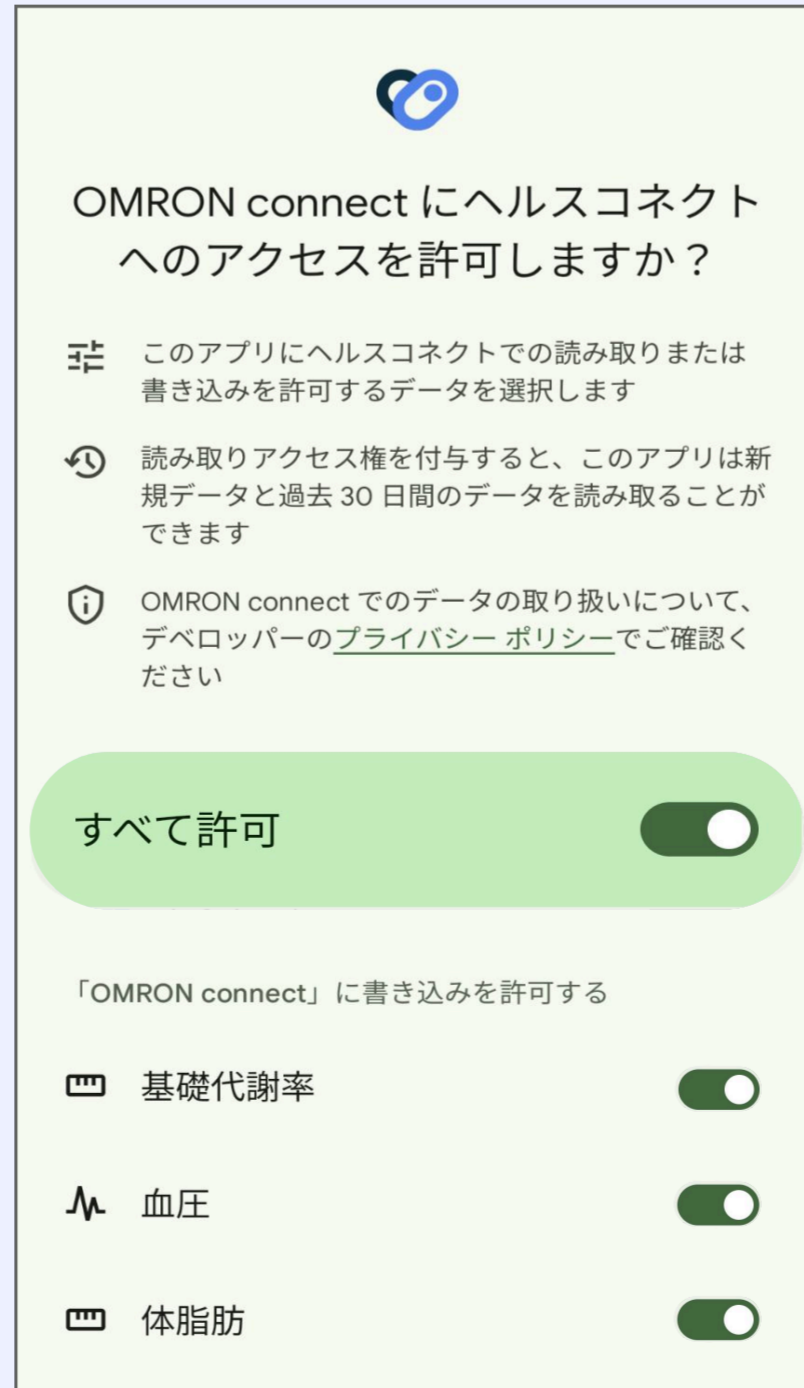 OMRON connect にヘルスコネクト
へのアクセスを許可しますか？
このアプリにヘルスコネクトでの読み取りまたは
書き込みを許可するデータを選択します
読み取りアクセス権を付与すると、このアプリは新
規データと過去 30 日間のデータを読み取ることが
できます
OMRON connect でのデータの取り扱いについて、
デベロッパーのプライバシー ポリシーでご確認く
ださい
すべて許可
「OMRON connect」に書き込みを許可する
基礎代謝率
血圧
体脂肪